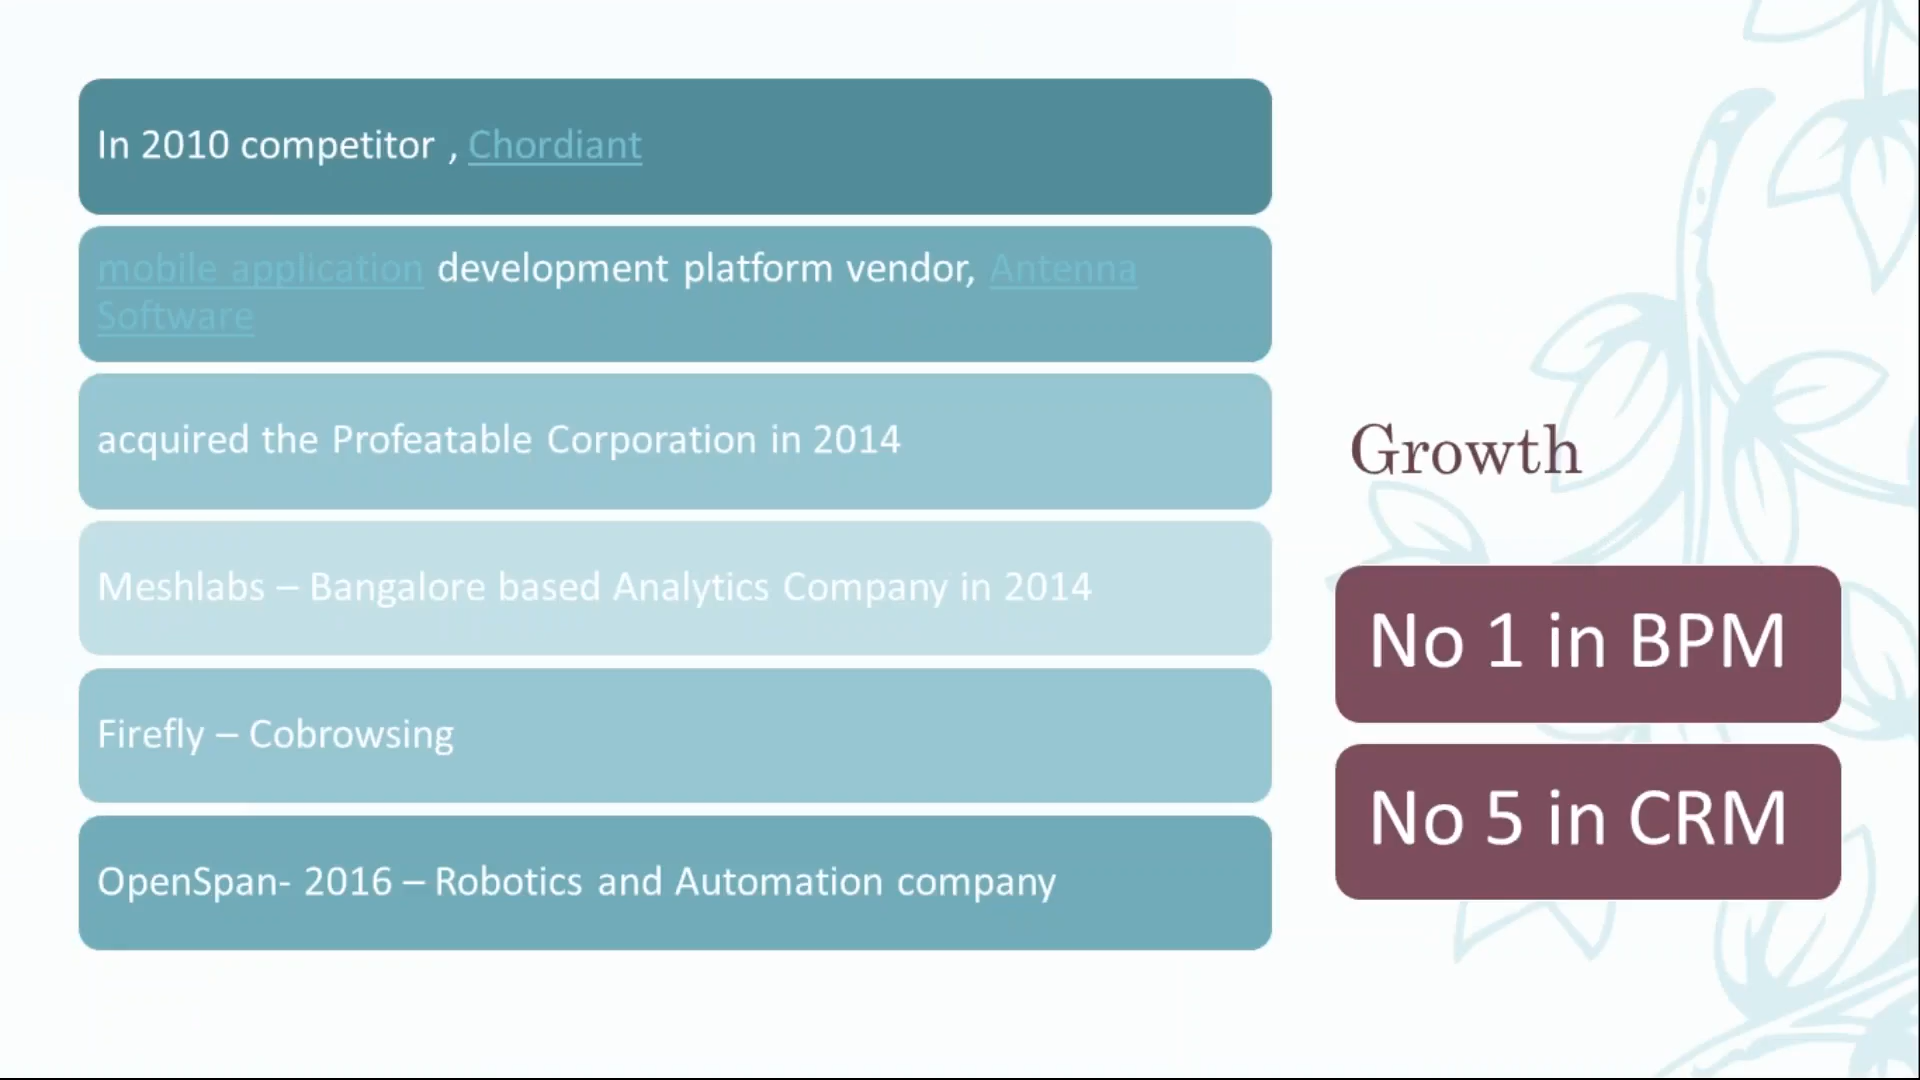 In 2010 competitor , Chordiant
mobile application development platform vendor, Antenna
Software
acquired the Profeatable Corporation in 2014
Meshlabs – Bangalore based Analytics Company in 2014
Firefly – Cobrowsing
OpenSpan- 2016 – Robotics and Automation company
Growth
No 1 in BPM
No 5 in CRM